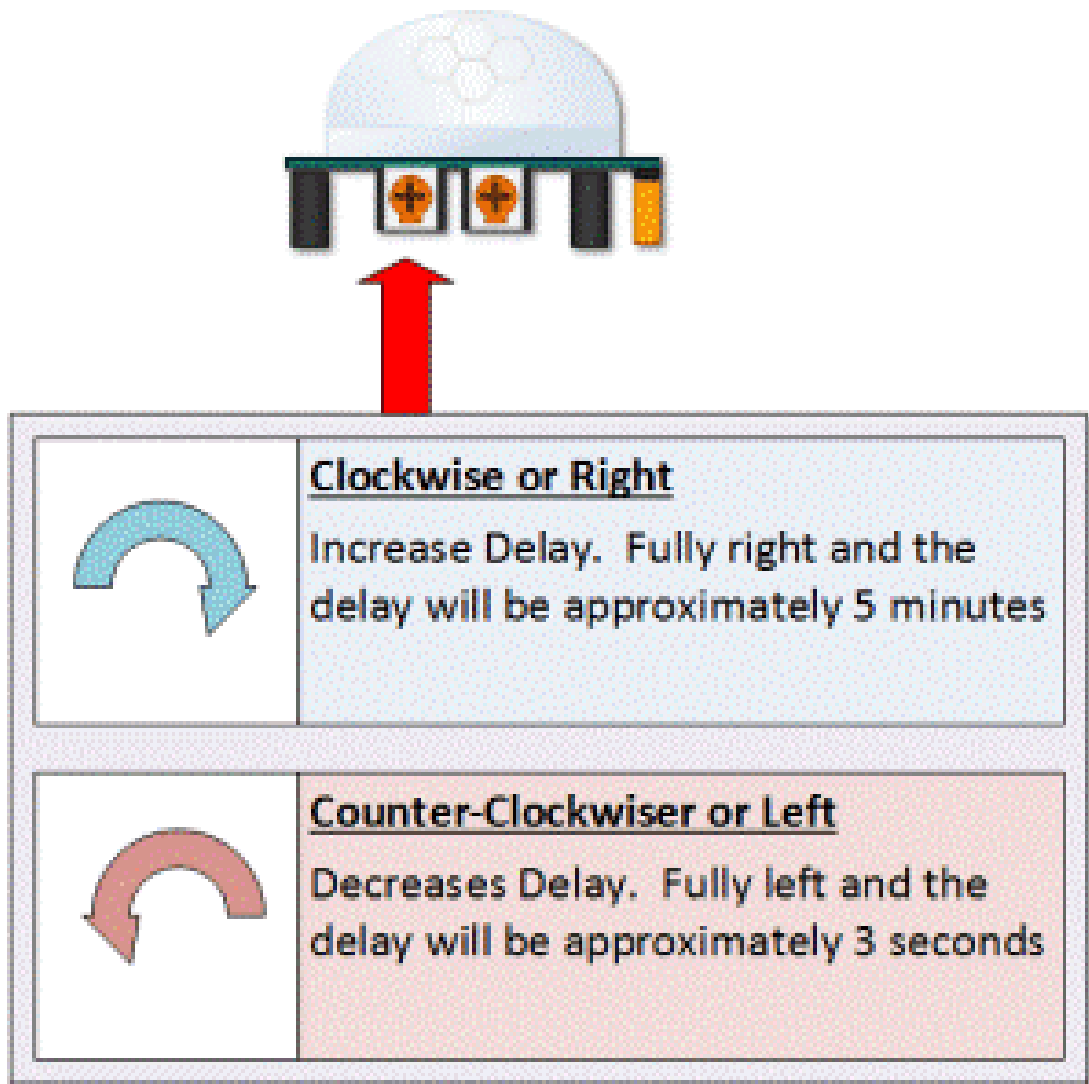 Clockwise or Right
Increase Delay.  Fully right and the
delay will be approximately 5 minutes
Counter-Clockwiser or Left
Decreases Delay.  Fully left and the
delay will be approximately 3 seconds